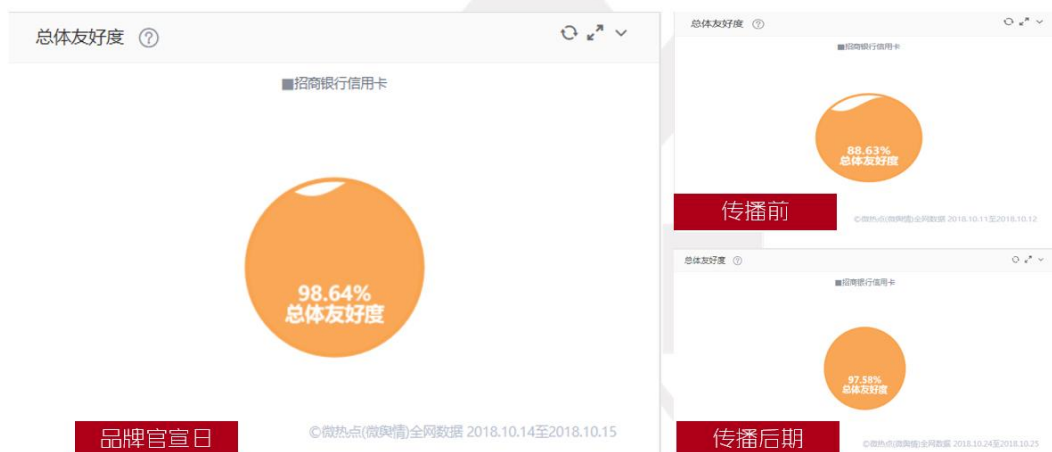 总体友好度 ?
■招商银行信用卡
98.64%
总体友好度
©微热点(微舆情)全网数据 2018.10.14至2018.10.15
品牌官宣日
总体友好度 ?
■招商银行信用卡
88.63%
总体友好度
传播前
©微热点(微舆情)全网数据 2018.10.11至2018.10.12
总体友好度 ?
■招商银行信用卡
97.58%
总体友好度
传播后期
©微热点(微舆情)全网数据 2018.10.24至2018.10.25